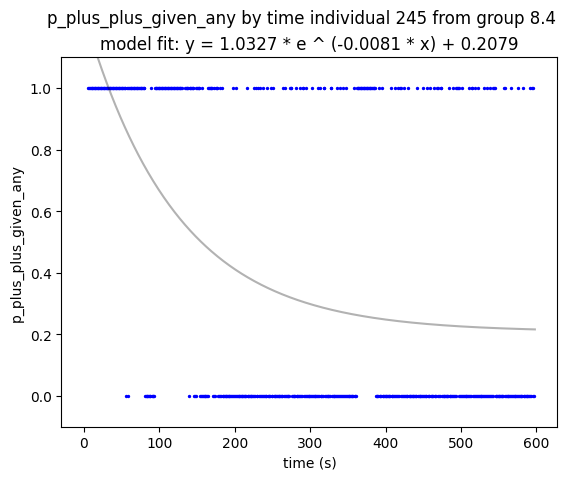 p_plus_plus_given_any by time individual 245 from group 8.4
model fit: y = 1.0327 * e ^ (-0.0081 * x) + 0.2079
1.0
0.8
0.6
0.4
0.2
0.0
p_plus_plus_given_any
0 100 200 300 400 500 600
time (s)